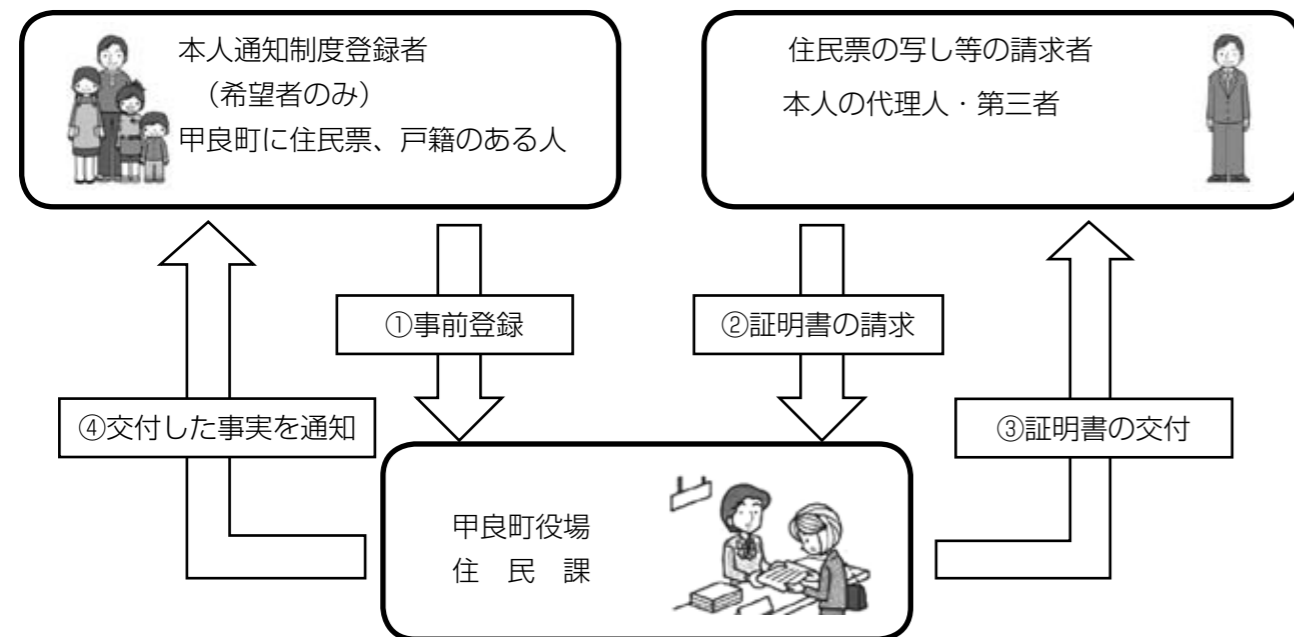 本人通知制度登録者
（希望者のみ）
甲良町に住民票、戸籍のある人
住民票の写し等の請求者
本人の代理人・第三者
①事前登録
②証明書の請求
④交付した事実を通知
③証明書の交付
甲良町役場
住　民　課